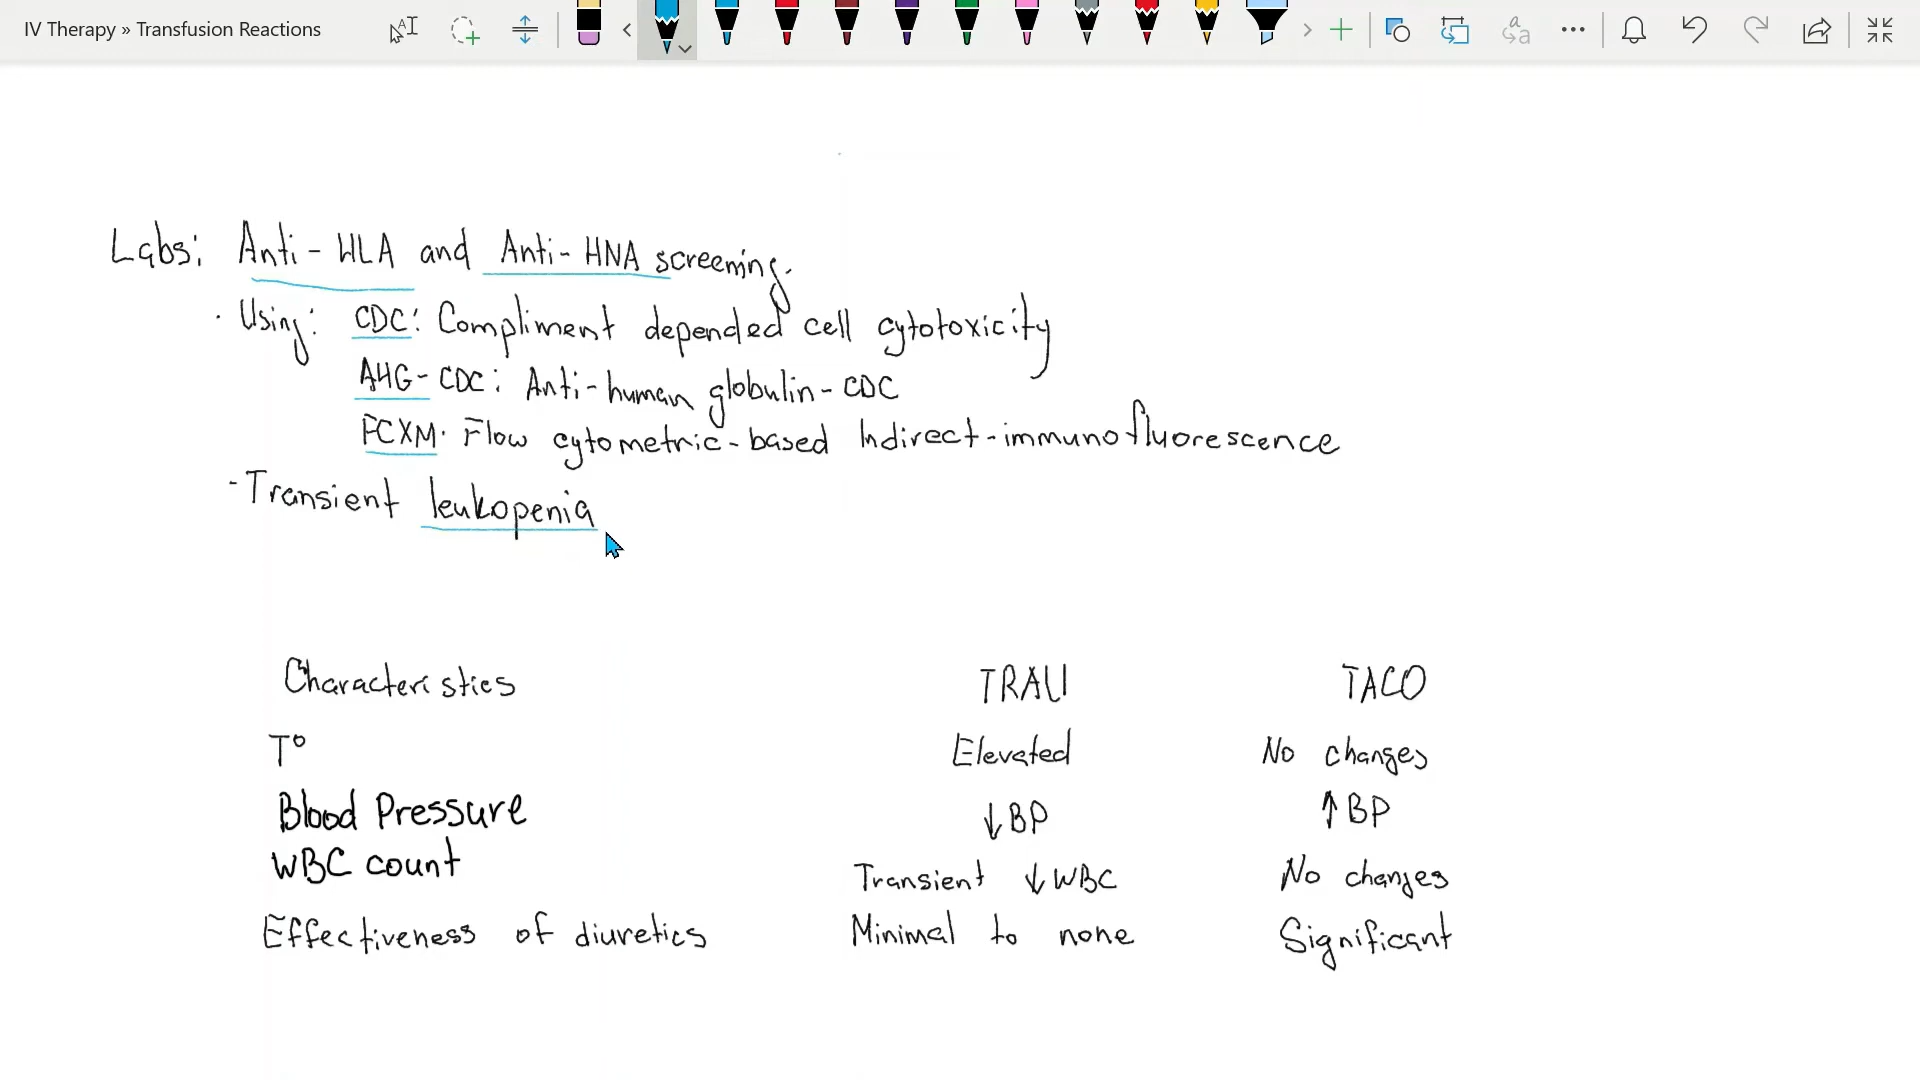 IV Therapy » Transfusion Reactions
Labs: Anti-HLA and Anti-HNA screening.
· Using: CDC: Compliment depended cell cytotoxicity
AHG-CDC: Anti-human globulin-CDC
FCXM· Flow cytometric-based Indirect-immunofluorescence
-Transient leukopenia
Characteristics TRALI TACO
T° Elevated No changes
Blood Pressure ↓BP ↑BP
WBC count Transient ↓WBC No changes
Effectiveness of diuretics Minimal to none Significant